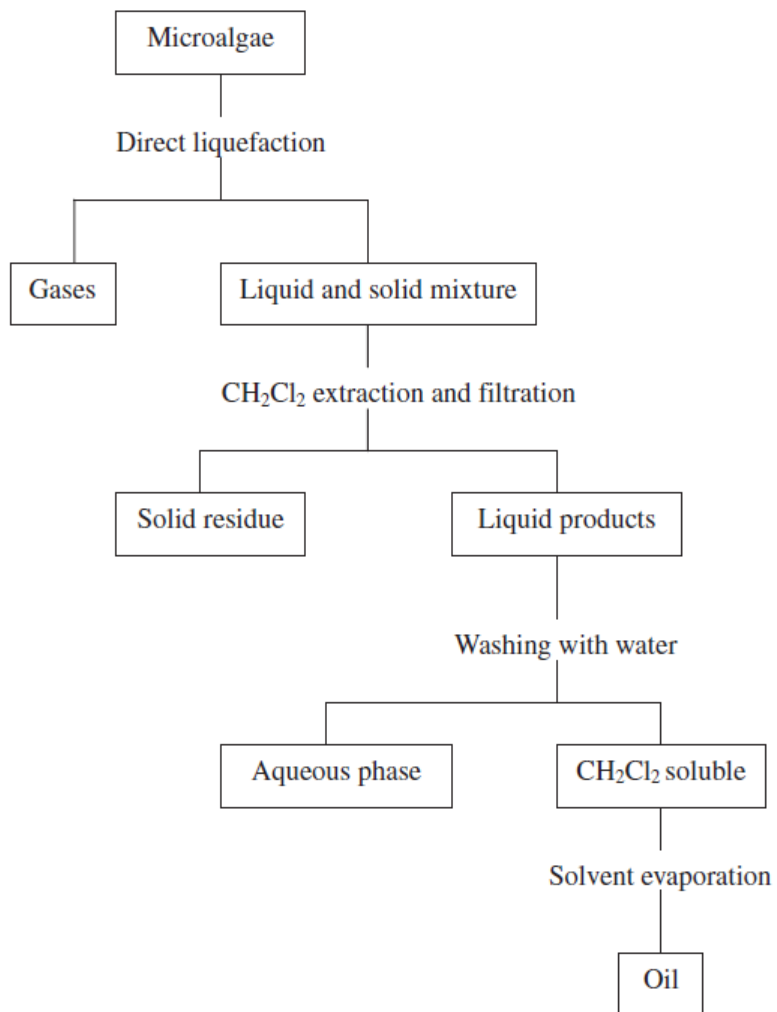 Microalgae
Direct liquefaction
Gases
Liquid and solid mixture
CH₂Cl₂ extraction and filtration
Solid residue
Liquid products
Washing with water
Aqueous phase
CH₂Cl₂ soluble
Solvent evaporation
Oil